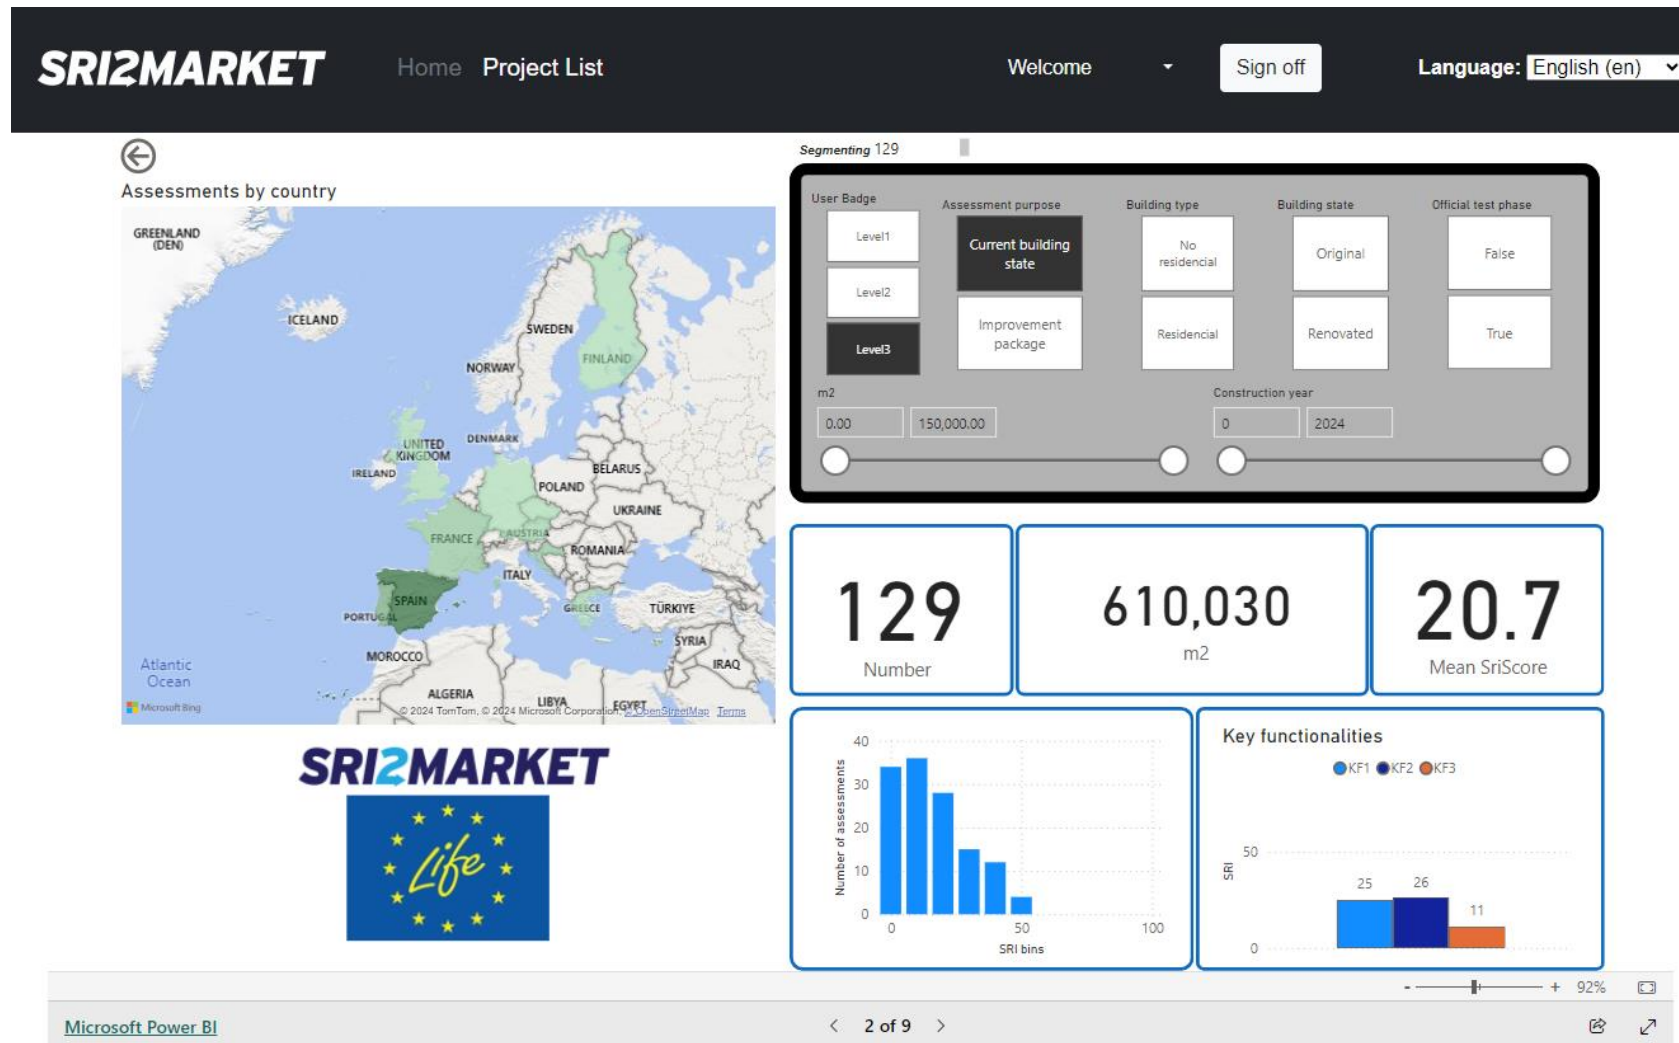 SRI2MARKET Home Project List Welcome Sign off Language: English (en)
Assessments by country
GREENLAND
(DEN)
ICELAND
SWEDEN
FINLAND
NORWAY
UNITED
KINGDOM
DENMARK
IRELAND
BELARUS
POLAND
UKRAINE
FRANCE
AUSTRIA
ROMANIA
ITALY
SPAIN
PORTUGAL
GREECE
TÜRKIYE
SYRIA
MOROCCO
IRAQ
Atlantic
Ocean
ALGERIA
LIBYA
EGYPT
Microsoft Bing
© 2024 TomTom, © 2024 Microsoft Corporation, © OpenStreetMap Terms
SRI2MARKET
Life
Segmenting 129
User Badge
Level1
Level2
Level3
Assessment purpose
Current building
state
Improvement
package
Building type
No
residencial
Residencial
Building state
Original
Renovated
Official test phase
False
True
m2
0.00 150,000.00
Construction year
0 2024
129
Number
610,030
m2
20.7
Mean SriScore
Number of assessments
40
30
20
10
0
0 50 100
SRI bins
Key functionalities
KF1 KF2 KF3
SRI
50
0
25 26 11
- + 92%
Microsoft Power BI
< 2 of 9 >